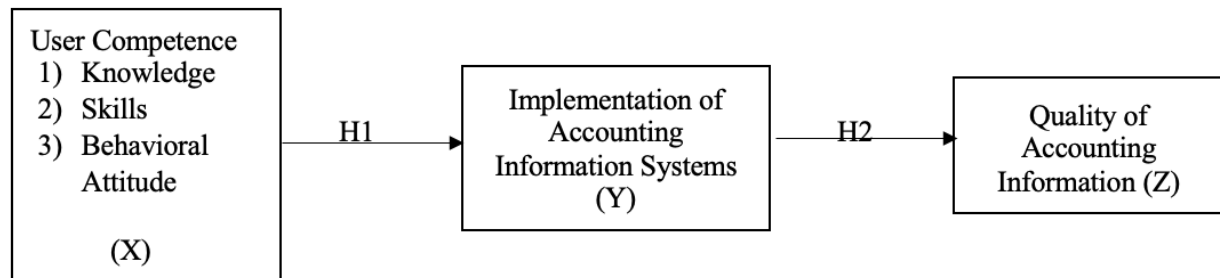 User Competence
1) Knowledge
2) Skills
3) Behavioral
Attitude
(X)
H1
Implementation of
Accounting
Information Systems
(Y)
H2
Quality of
Accounting
Information (Z)